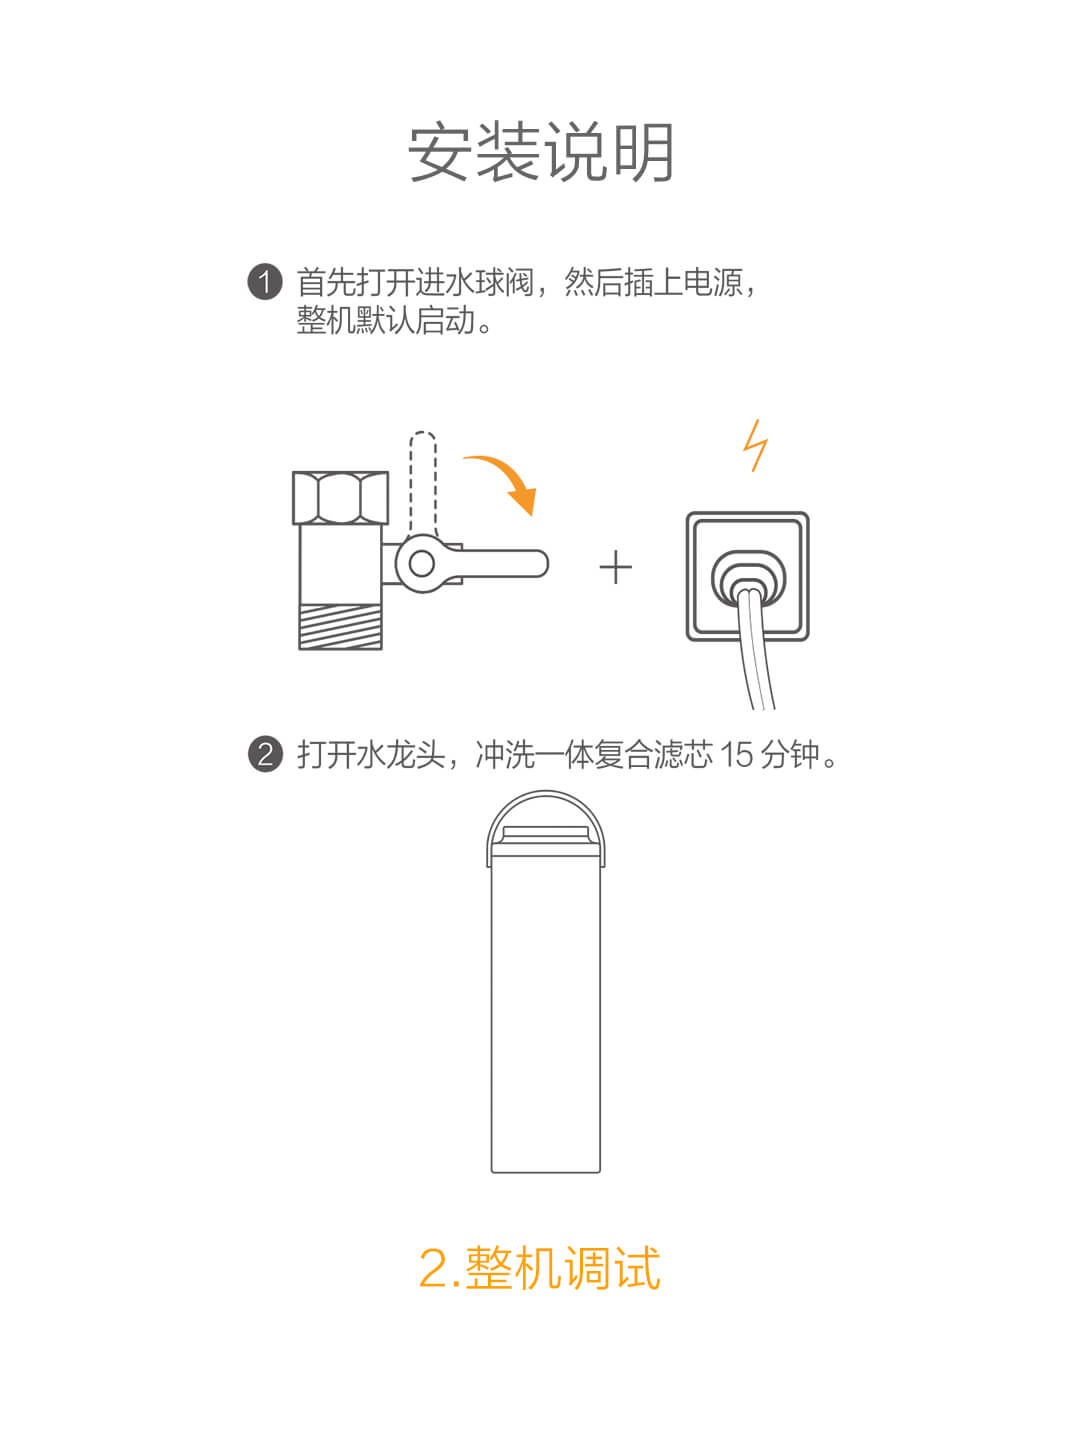 安装说明
1 首先打开进水球阀，然后插上电源，
整机默认启动。
2 打开水龙头，冲洗一体复合滤芯 15 分钟。
2.整机调试